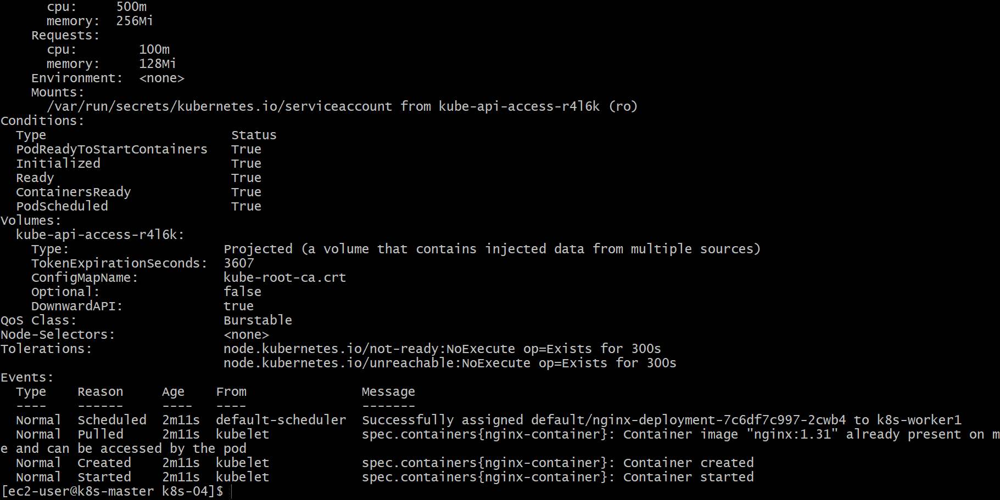 cpu:     500m
      memory:  256Mi
    Requests:
      cpu:        100m
      memory:     128Mi
    Environment:  <none>
    Mounts:
      /var/run/secrets/kubernetes.io/serviceaccount from kube-api-access-r4l6k (ro)
Conditions:
  Type                        Status
  PodReadyToStartContainers   True
  Initialized                 True
  Ready                       True
  ContainersReady             True
  PodScheduled                True
Volumes:
  kube-api-access-r4l6k:
    Type:                    Projected (a volume that contains injected data from multiple sources)
    TokenExpirationSeconds:  3607
    ConfigMapName:           kube-root-ca.crt
    Optional:                false
    DownwardAPI:             true
QoS Class:                   Burstable
Node-Selectors:              <none>
Tolerations:                 node.kubernetes.io/not-ready:NoExecute op=Exists for 300s
                             node.kubernetes.io/unreachable:NoExecute op=Exists for 300s
Events:
  Type    Reason     Age    From               Message
  ----    ------     ----   ----               -------
  Normal  Scheduled  2m11s  default-scheduler  Successfully assigned default/nginx-deployment-7c6df7c997-2cwb4 to k8s-worker1
  Normal  Pulled     2m11s  kubelet            spec.containers{nginx-container}: Container image "nginx:1.31" already present on m
e and can be accessed by the pod
  Normal  Created    2m11s  kubelet            spec.containers{nginx-container}: Container created
  Normal  Started    2m11s  kubelet            spec.containers{nginx-container}: Container started
[ec2-user@k8s-master k8s-04]$